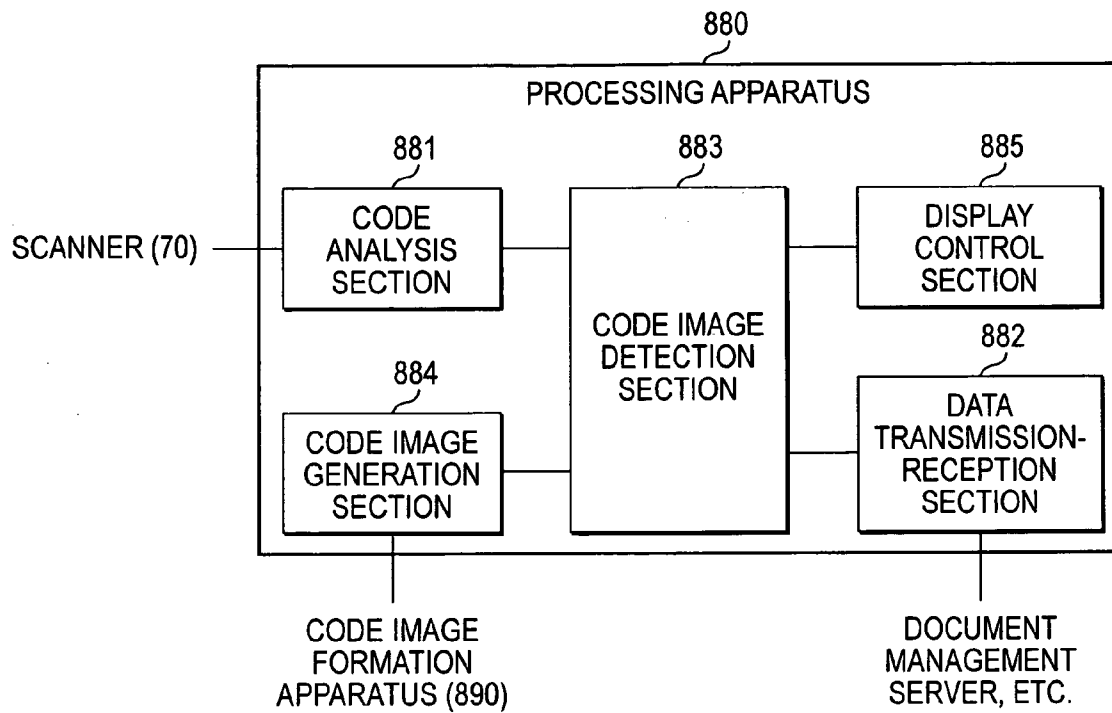 880
PROCESSING APPARATUS
881
883
885
SCANNER (70)
CODE
ANALYSIS
SECTION
DISPLAY
CONTROL
SECTION
CODE IMAGE
DETECTION
SECTION
884
882
CODE IMAGE
GENERATION
SECTION
DATA
TRANSMISSION-
RECEPTION
SECTION
CODE IMAGE
FORMATION
APPARATUS (890)
DOCUMENT
MANAGEMENT
SERVER, ETC.